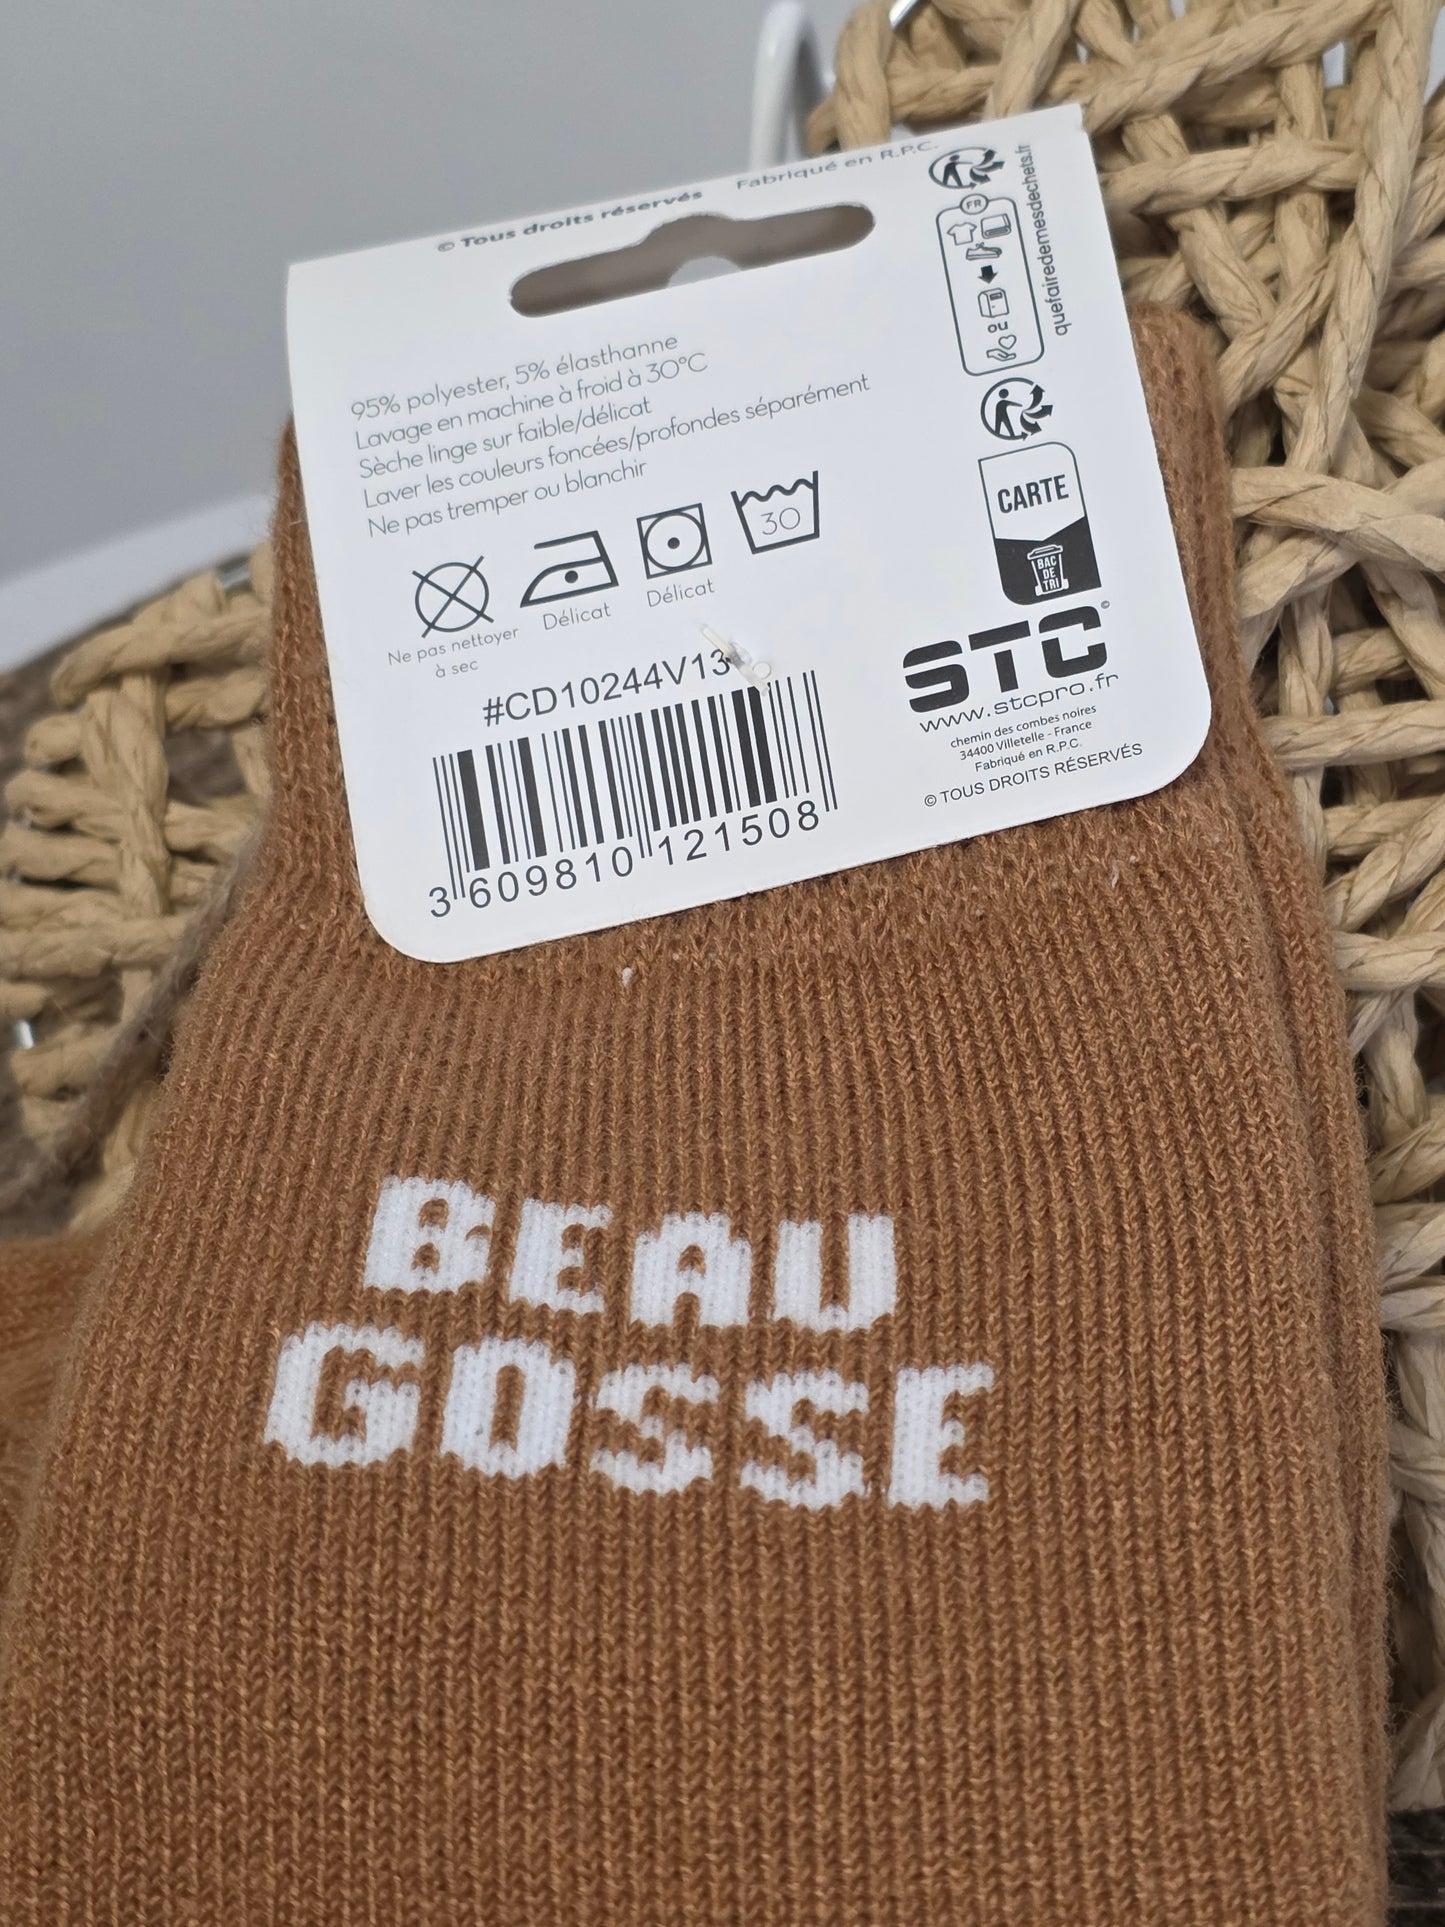 © Tous droits réservés
Fabriqué en R.P.C.
95% polyester, 5% élasthanne
Lavage en machine à froid à 30°C
Sèche linge sur faible/délicat
Laver les couleurs foncées/profondes séparément
Ne pas tremper ou blanchir
30
Ne pas nettoyer
à sec
Délicat
Délicat
3 609810 121508
FR
ou
quefairedemesdechets.fr
CARTE
BAC
DE
TRI
STC©
www.stcpro.fr
chemin des combes noires
34400 Villetelle - France
Fabriqué en R.P.C.
© TOUS DROITS RÉSERVÉS
BEAU
GOSSE